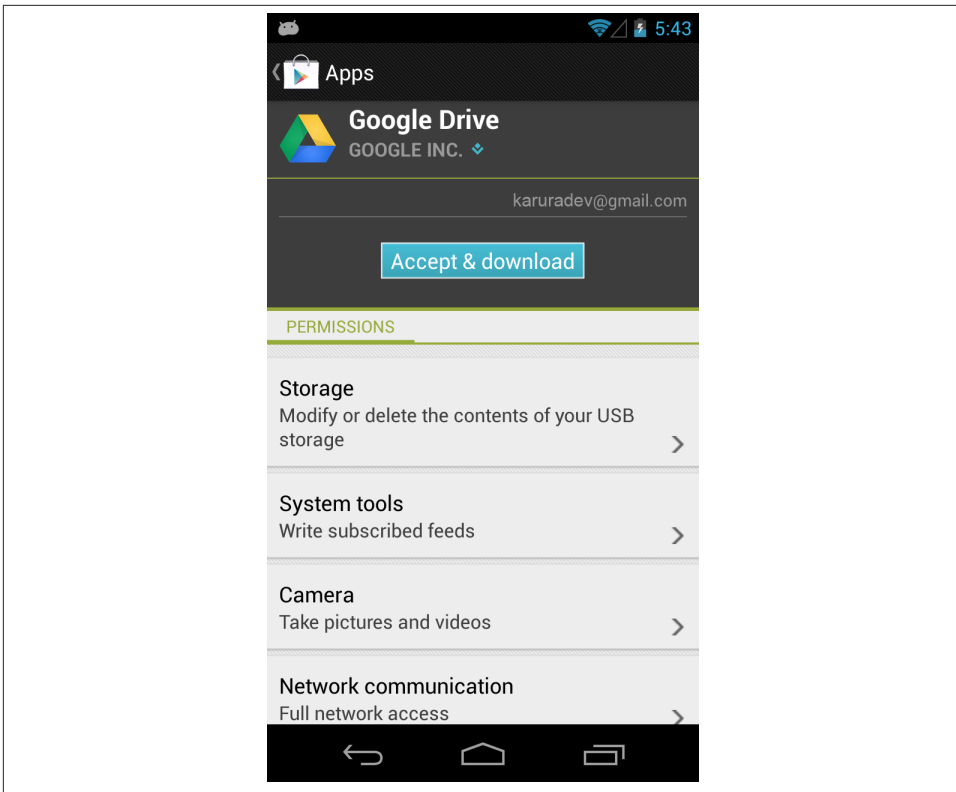 5:43
Apps
Google Drive
GOOGLE INC.
karuradev@gmail.com
Accept & download
PERMISSIONS
Storage
Modify or delete the contents of your USB
storage
System tools
Write subscribed feeds
Camera
Take pictures and videos
Network communication
Full network access